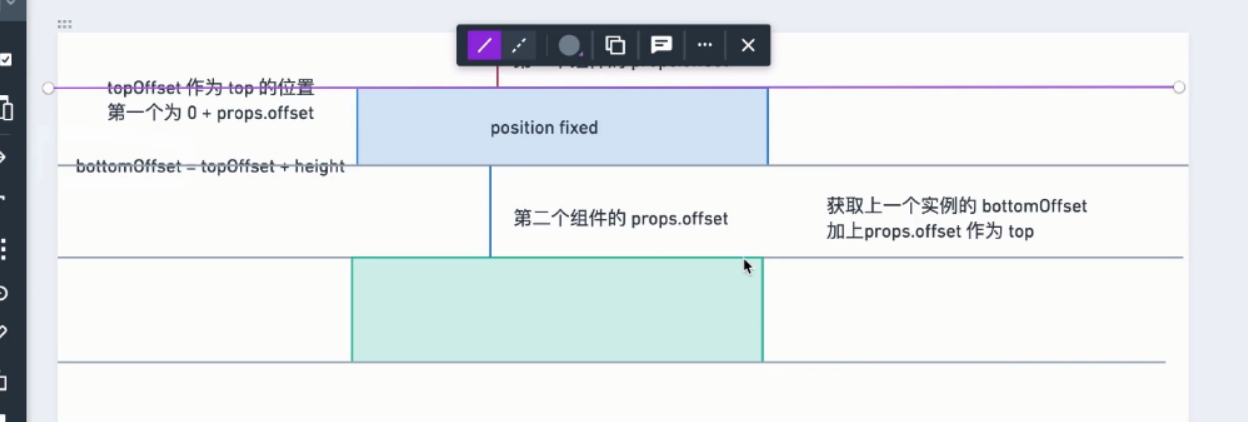 topOffset 作为 top 的位置
第一个为 0 + props.offset
position fixed
bottomOffset = topOffset + height
第二个组件的 props.offset
获取上一个实例的 bottomOffset
加上props.offset 作为 top